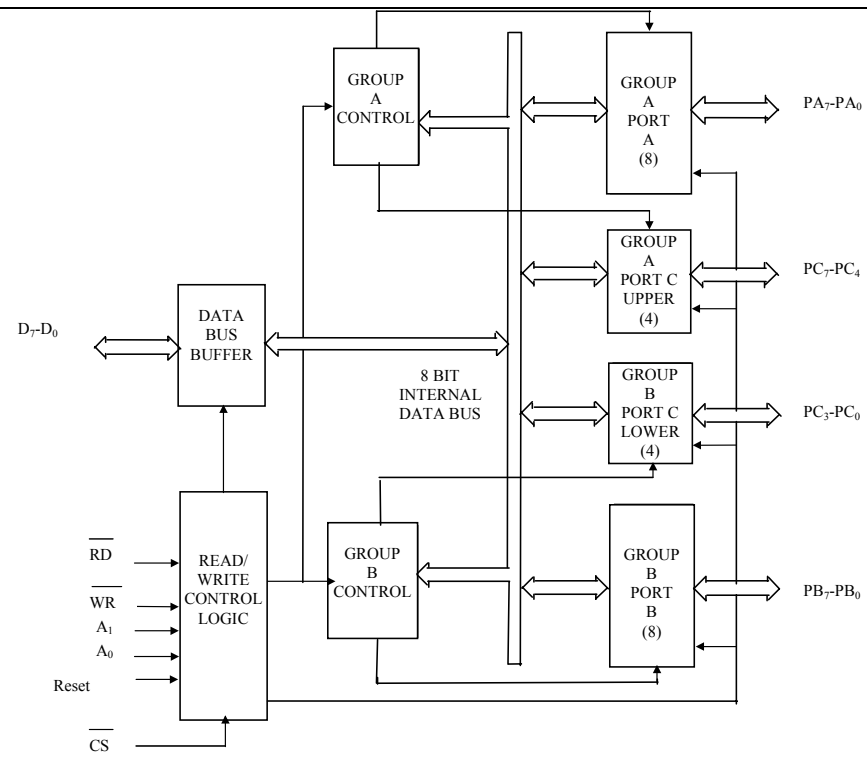 GROUP
A
CONTROL
GROUP
A
PORT
A
(8)
PA₇-PA₀
GROUP
A
PORT C
UPPER
(4)
PC₇-PC₄
D₇-D₀
DATA
BUS
BUFFER
8 BIT
INTERNAL
DATA BUS
GROUP
B
PORT C
LOWER
(4)
PC₃-PC₀
RD
WR
A₁
A₀
Reset
CS
READ/
WRITE
CONTROL
LOGIC
GROUP
B
CONTROL
GROUP
B
PORT
B
(8)
PB₇-PB₀